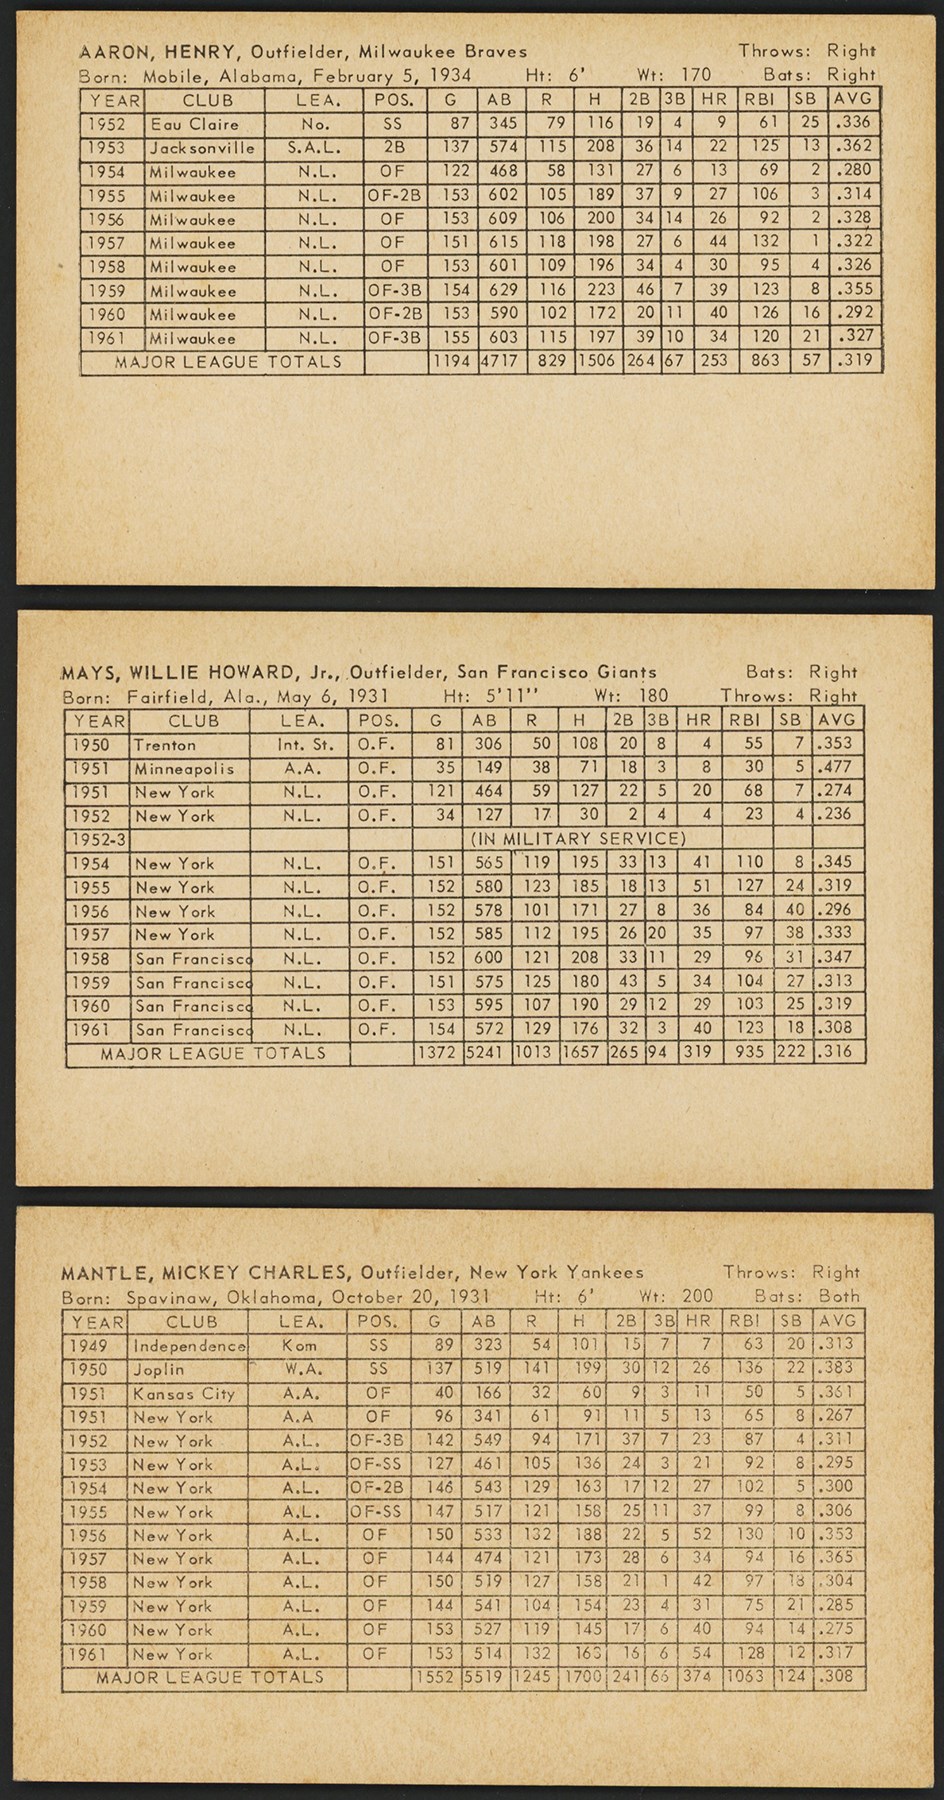 AARON, HENRY, Outfielder, Milwaukee Braves Throws: Right
Born: Mobile, Alabama, February 5, 1934 Ht: 6' Wt: 170 Bats: Right
YEAR CLUB LEA. POS. G AB R H 2B 3B HR RBI SB AVG
1952 Eau Claire No. SS 87 345 79 116 19 4 9 61 25 .336
1953 Jacksonville S.A.L. 2B 137 574 115 208 36 14 22 125 13 .362
1954 Milwaukee N.L. OF 122 468 58 131 27 6 13 69 2 .280
1955 Milwaukee N.L. OF-2B 153 602 105 189 37 9 27 106 3 .314
1956 Milwaukee N.L. OF 153 609 106 200 34 14 26 92 2 .328
1957 Milwaukee N.L. OF 151 615 118 198 27 6 44 132 1 .322
1958 Milwaukee N.L. OF 153 601 109 196 34 4 30 95 4 .326
1959 Milwaukee N.L. OF-3B 154 629 116 223 46 7 39 123 8 .355
1960 Milwaukee N.L. OF-2B 153 590 102 172 20 11 40 126 16 .292
1961 Milwaukee N.L. OF-3B 155 603 115 197 39 10 34 120 21 .327
MAJOR LEAGUE TOTALS 1194 4717 829 1506 264 67 253 863 57 .319
MAYS, WILLIE HOWARD, Jr., Outfielder, San Francisco Giants Bats: Right
Born: Fairfield, Ala., May 6, 1931 Ht: 5'11'' Wt: 180 Throws: Right
YEAR CLUB LEA. POS. G AB R H 2B 3B HR RBI SB AVG
1950 Trenton Int. St. O.F. 81 306 50 108 20 8 4 55 7 .353
1951 Minneapolis A.A. O.F. 35 149 38 71 18 3 8 30 5 .477
1951 New York N.L. O.F. 121 464 59 127 22 5 20 68 7 .274
1952 New York N.L. O.F. 34 127 17 30 2 4 4 23 4 .236
1952-3 (IN MILITARY SERVICE)
1954 New York N.L. O.F. 151 565 119 195 33 13 41 110 8 .345
1955 New York N.L. O.F. 152 580 123 185 18 13 51 127 24 .319
1956 New York N.L. O.F. 152 578 101 171 27 8 36 84 40 .296
1957 New York N.L. O.F. 152 585 112 195 26 20 35 97 38 .333
1958 San Francisco N.L. O.F. 152 600 121 208 33 11 29 96 31 .347
1959 San Francisco N.L. O.F. 151 575 125 180 43 5 34 104 27 .313
1960 San Francisco N.L. O.F. 153 595 107 190 29 12 29 103 25 .319
1961 San Francisco N.L. O.F. 154 572 129 176 32 3 40 123 18 .308
MAJOR LEAGUE TOTALS 1372 5241 1013 1657 265 94 319 935 222 .316
MANTLE, MICKEY CHARLES, Outfielder, New York Yankees Throws: Right
Born: Spavinaw, Oklahoma, October 20, 1931 Ht: 6' Wt: 200 Bats: Both
YEAR CLUB LEA. POS. G AB R H 2B 3B HR RBI SB AVG
1949 Independence Kom SS 89 323 54 101 15 7 7 63 20 .313
1950 Joplin W.A. SS 137 519 141 199 30 12 26 136 22 .383
1951 Kansas City A.A. OF 40 166 32 60 9 3 11 50 5 .361
1951 New York A.A OF 96 341 61 91 11 5 13 65 8 .267
1952 New York A.L. OF-3B 142 549 94 171 37 7 23 87 4 .311
1953 New York A.L. OF-SS 127 461 105 136 24 3 21 92 8 .295
1954 New York A.L. OF-2B 146 543 129 163 17 12 27 102 5 .300
1955 New York A.L. OF-SS 147 517 121 158 25 11 37 99 8 .306
1956 New York A.L. OF 150 533 132 188 22 5 52 130 10 .353
1957 New York A.L. OF 144 474 121 173 28 6 34 94 16 .365
1958 New York A.L. OF 150 519 127 158 21 1 42 97 18 .304
1959 New York A.L. OF 144 541 104 154 23 4 31 75 21 .285
1960 New York A.L. OF 153 527 119 145 17 6 40 94 14 .275
1961 New York A.L. OF 153 514 132 163 16 6 54 128 12 .317
MAJOR LEAGUE TOTALS 1552 5519 1245 1700 241 66 374 1063 124 .308